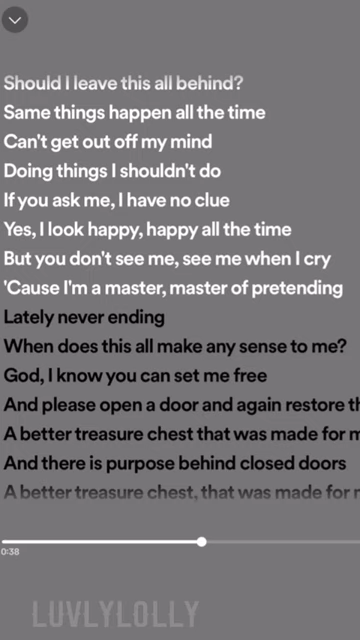 Should I leave this all behind?
Same things happen all the time
Can't get out off my mind
Doing things I shouldn't do
If you ask me, I have no clue
Yes, I look happy, happy all the time
But you don't see me, see me when I cry
'Cause I'm a master, master of pretending
Lately never ending
When does this all make any sense to me?
God, I know you can set me free
And please open a door and again restore
A better treasure chest that was made for
And there is purpose behind closed doors
A better treasure chest, that was made for
0:38
LUVLYLOLLY